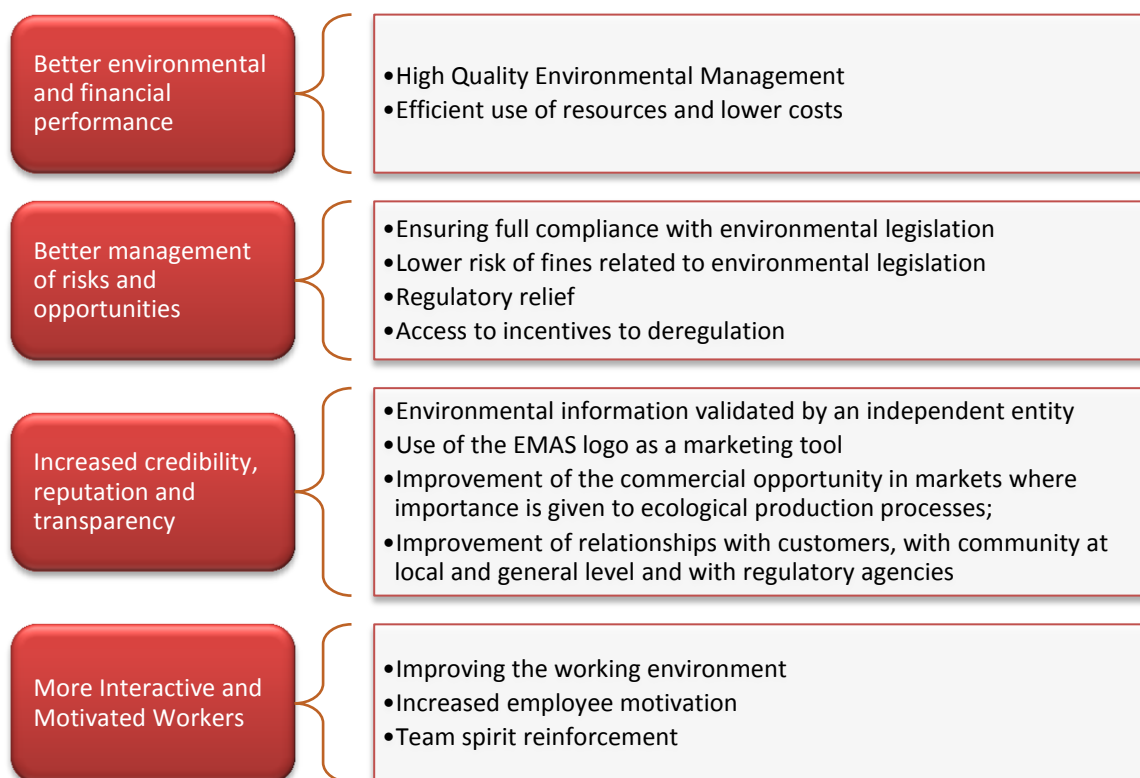 Better environmental
and financial
performance
•High Quality Environmental Management
•Efficient use of resources and lower costs
Better management
of risks and
opportunities
•Ensuring full compliance with environmental legislation
•Lower risk of fines related to environmental legislation
•Regulatory relief
•Access to incentives to deregulation
Increased credibility,
reputation and
transparency
•Environmental information validated by an independent entity
•Use of the EMAS logo as a marketing tool
•Improvement of the commercial opportunity in markets where
importance is given to ecological production processes;
•Improvement of relationships with customers, with community at
local and general level and with regulatory agencies
More Interactive and
Motivated Workers
•Improving the working environment
•Increased employee motivation
•Team spirit reinforcement